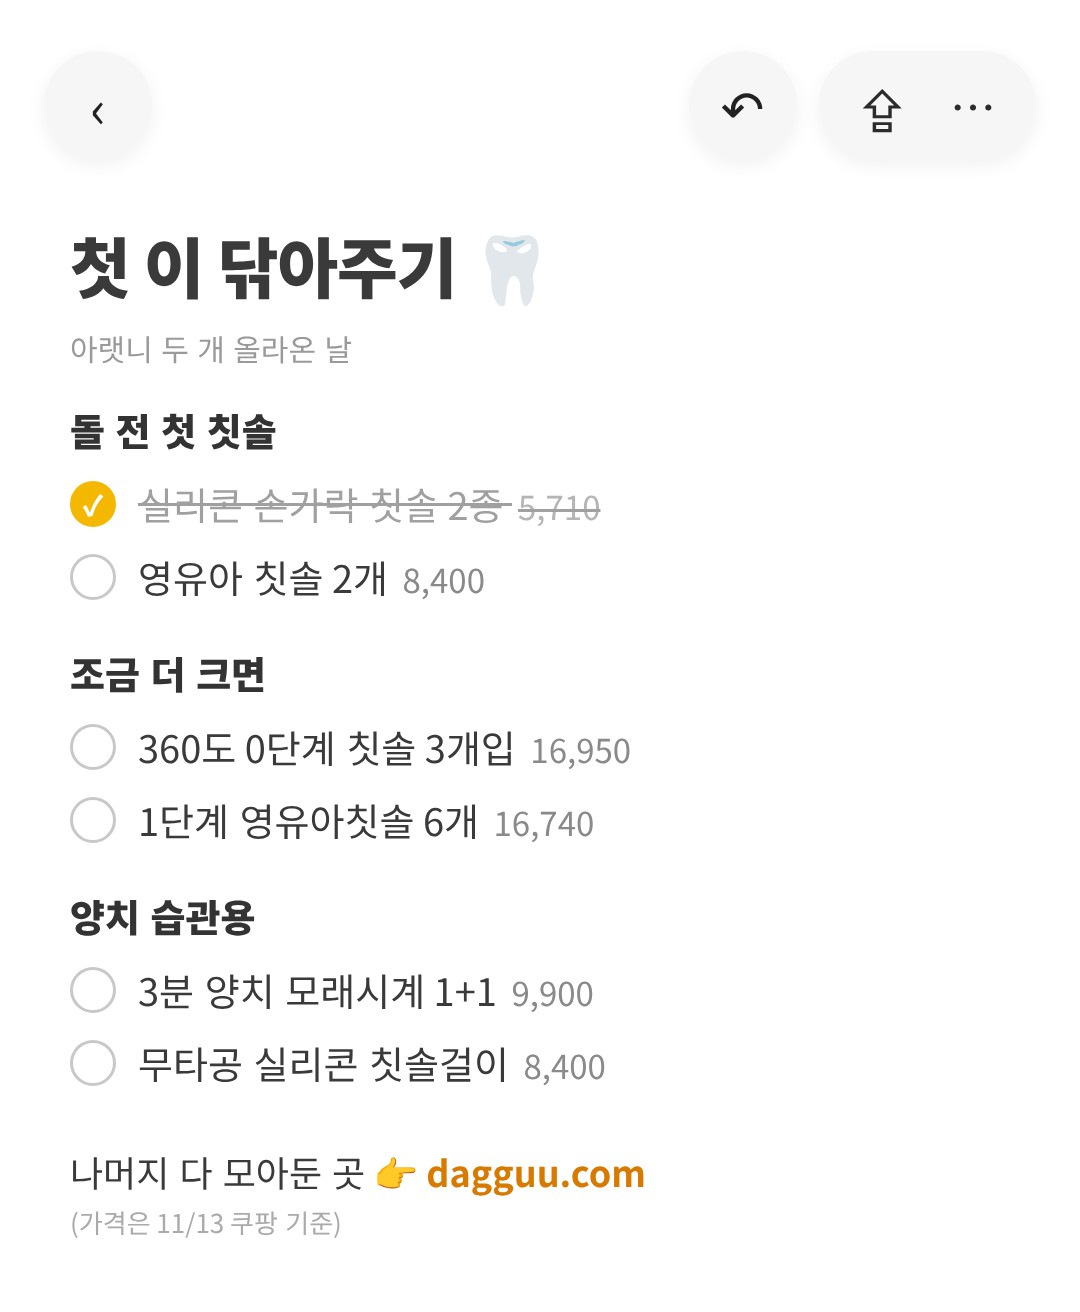 첫 이 닦아주기 🦷
아랫니 두 개 올라온 날
돌 전 첫 칫솔
실리콘 손가락 칫솔 2종 5,710
영유아 칫솔 2개 8,400
조금 더 크면
360도 0단계 칫솔 3개입 16,950
1단계 영유아칫솔 6개 16,740
양치 습관용
3분 양치 모래시계 1+1 9,900
무타공 실리콘 칫솔걸이 8,400
나머지 다 모아둔 곳 👉 dagguu.com
(가격은 11/13 쿠팡 기준)